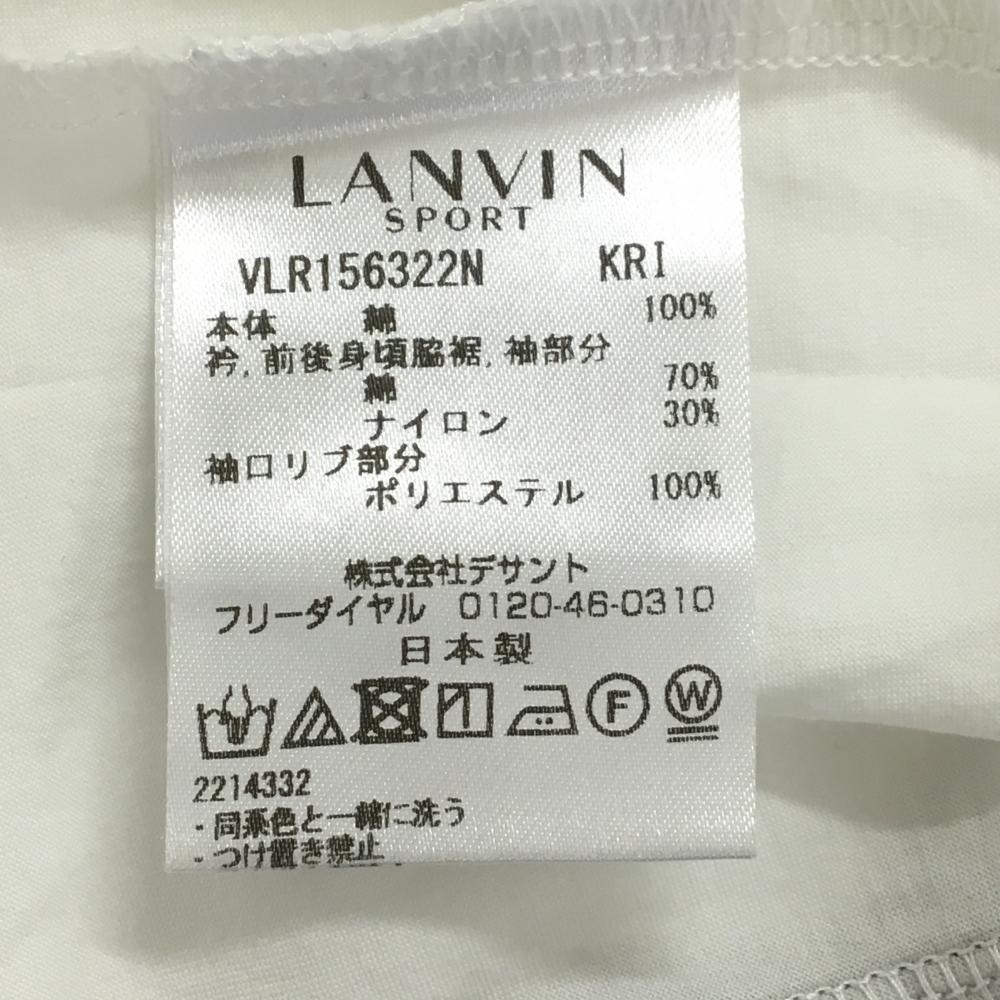 LANVIN
SPORT
VLR156322N KRI
本体 綿 100%
衿,前後身頃脇裾,袖部分
綿 70%
ナイロン 30%
袖口リブ部分
ポリエステル 100%
株式会社デサント
フリーダイヤル 0120-46-0310
日本製
F W
2214332
・同系色と一緒に洗う
・つけ置き禁止